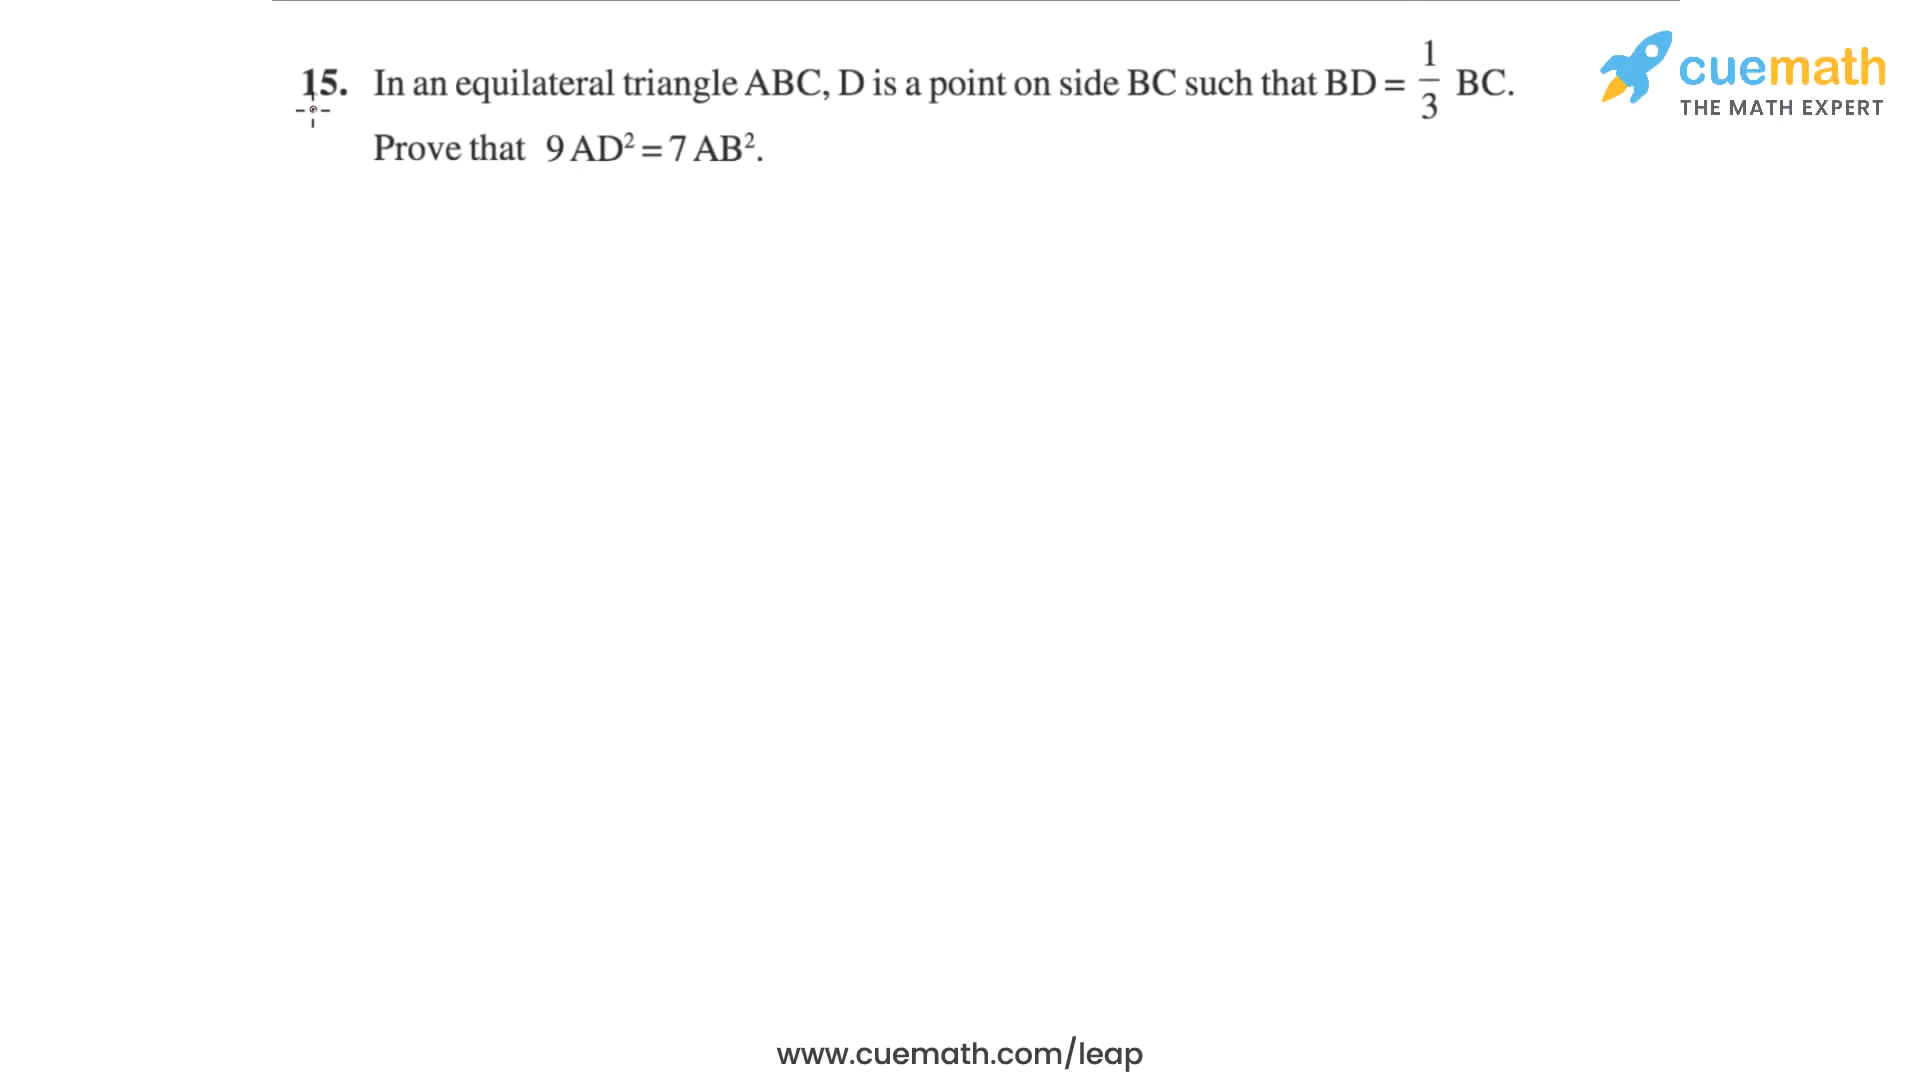 15. In an equilateral triangle ABC, D is a point on side BC such that BD = 1/3 BC.
Prove that 9 AD² = 7 AB².
cuemath
THE MATH EXPERT
www.cuemath.com/leap